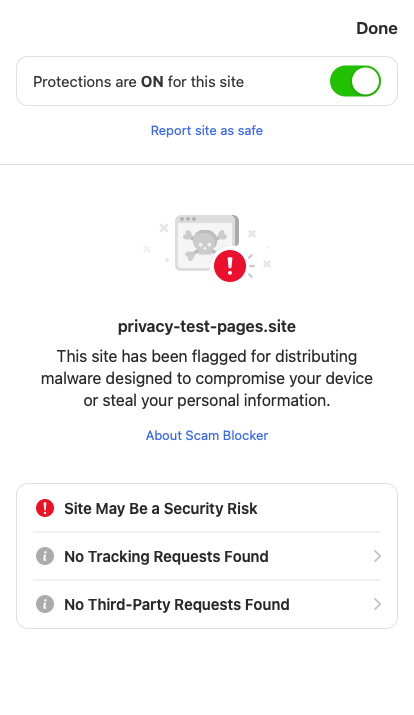 Done
Protections are ON for this site
Report site as safe
privacy-test-pages.site
This site has been flagged for distributing
malware designed to compromise your device
or steal your personal information.
About Scam Blocker
Site May Be a Security Risk
No Tracking Requests Found
No Third-Party Requests Found